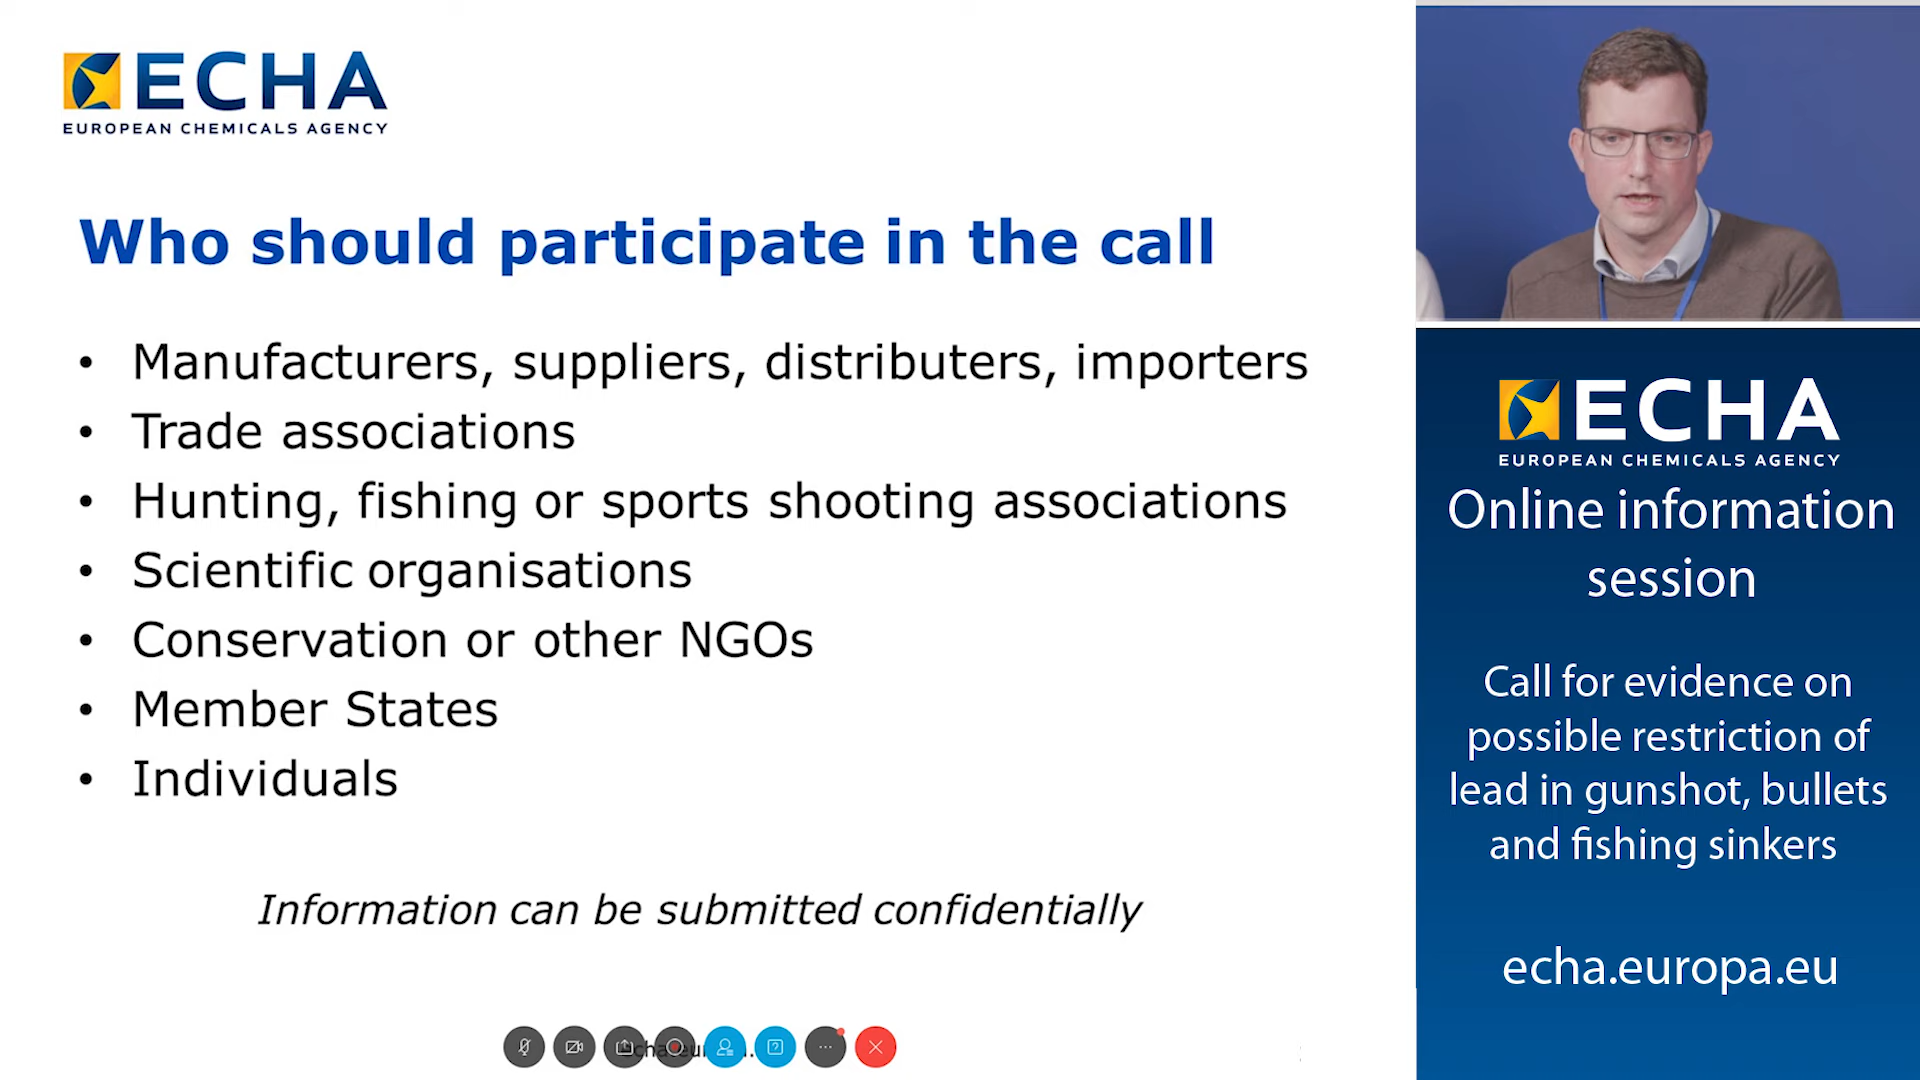 ECHA
EUROPEAN CHEMICALS AGENCY
Who should participate in the call
• Manufacturers, suppliers, distributers, importers
• Trade associations
• Hunting, fishing or sports shooting associations
• Scientific organisations
• Conservation or other NGOs
• Member States
• Individuals
Information can be submitted confidentially
ECHA
EUROPEAN CHEMICALS AGENCY
Online information
session
Call for evidence on
possible restriction of
lead in gunshot, bullets
and fishing sinkers
echa.europa.eu